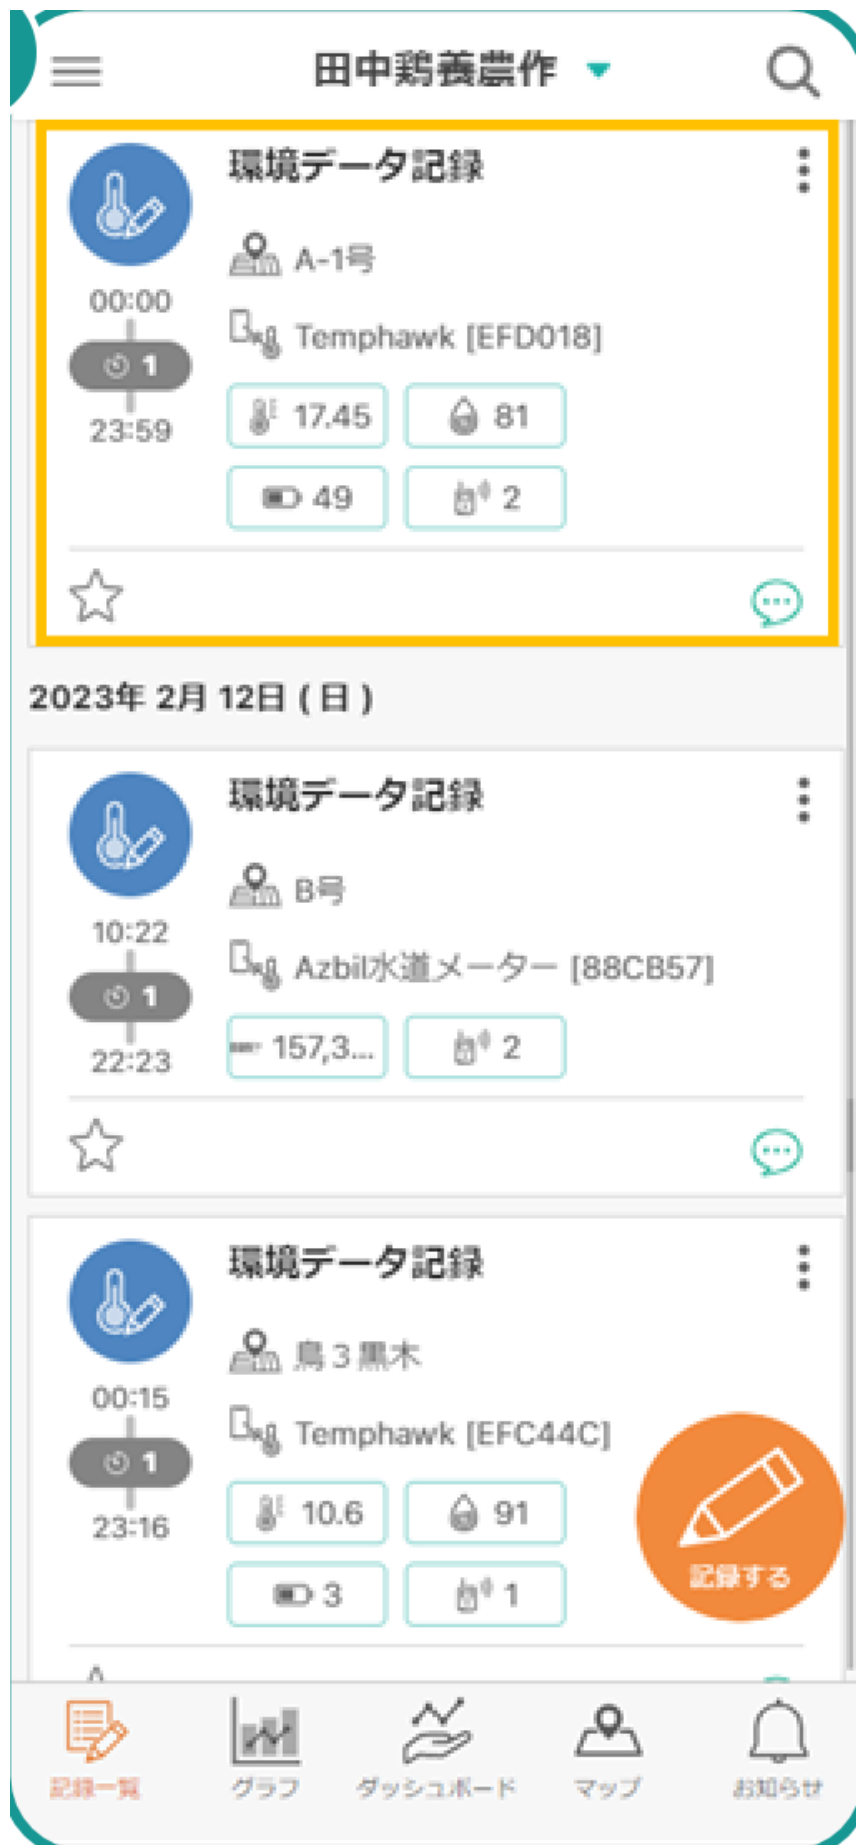 田中鶏養農作
環境データ記録
A-1号
00:00
Temphawk [EFD018]
1
17.45 81
23:59
49 2
2023年 2月 12日 ( 日 )
環境データ記録
B号
10:22
Azbil水道メーター [88CB57]
1
157,3... 2
22:23
環境データ記録
鳥３黒木
00:15
Temphawk [EFC44C]
1
10.6 91
23:16
3 1
記録する
記録一覧 グラフ ダッシュボード マップ お知らせ